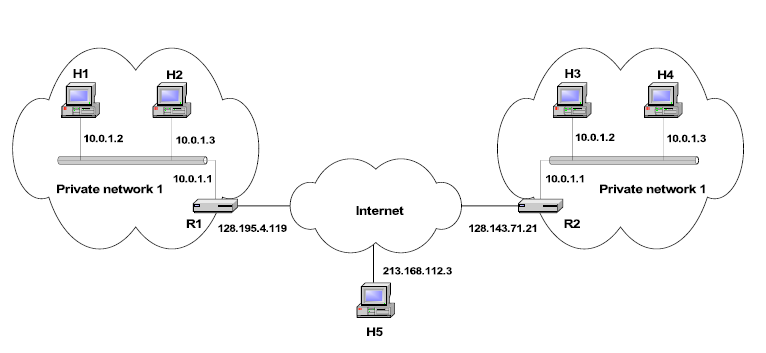 H1
H2
H3
H4
10.0.1.2
10.0.1.3
10.0.1.2
10.0.1.3
Private network 1
10.0.1.1
10.0.1.1
Private network 1
R1
128.195.4.119
Internet
128.143.71.21
R2
213.168.112.3
H5